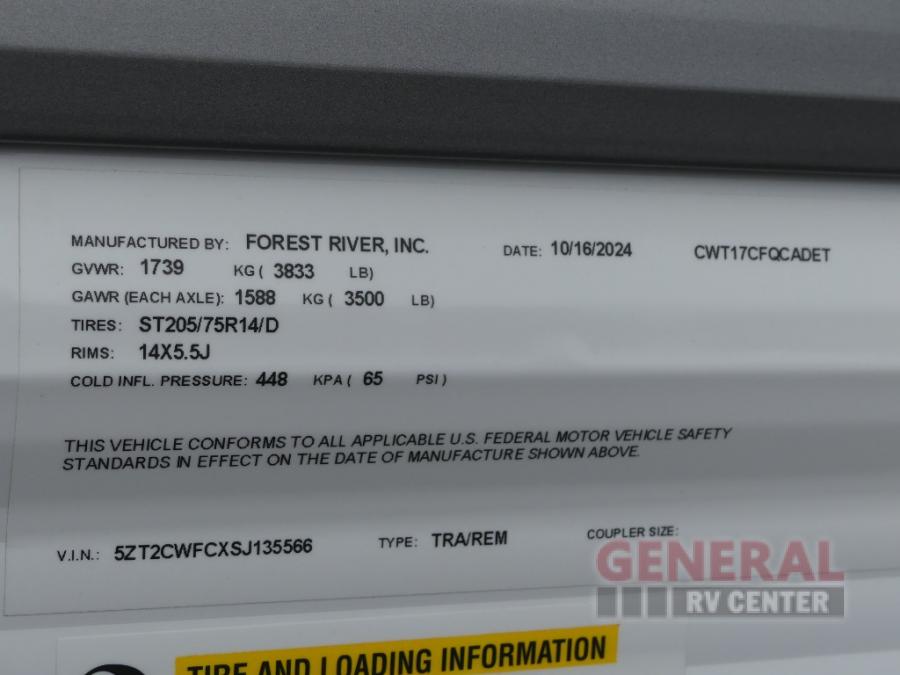 MANUFACTURED BY: FOREST RIVER, INC. DATE: 10/16/2024 CWT17CFQCADET
GVWR: 1739 KG ( 3833 LB)
GAWR (EACH AXLE): 1588 KG ( 3500 LB)
TIRES: ST205/75R14/D
RIMS: 14X5.5J
COLD INFL. PRESSURE: 448 KPA ( 65 PSI )
THIS VEHICLE CONFORMS TO ALL APPLICABLE U.S. FEDERAL MOTOR VEHICLE SAFETY
STANDARDS IN EFFECT ON THE DATE OF MANUFACTURE SHOWN ABOVE.
V.I.N.: 5ZT2CWFCXSJ135566 TYPE: TRA/REM COUPLER SIZE:
GENERAL
RV CENTER
TIRE AND LOADING INFORMATION